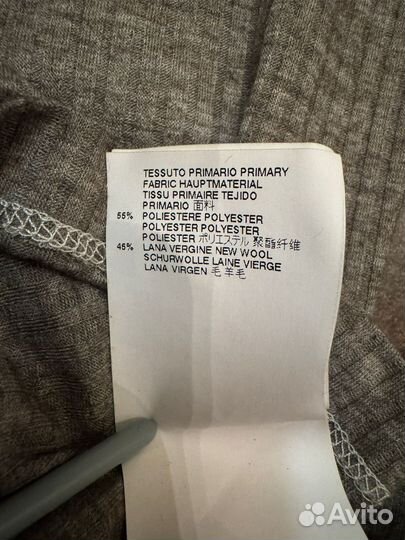 TESSUTO PRIMARIO PRIMARY
FABRIC HAUPTMATERIAL
TISSU PRIMAIRE TEJIDO
PRIMARIO 面料
55% POLIESTERE POLYESTER
POLYESTER POLYESTER
POLIESTER ポリエステル 聚酯纤维
45% LANA VERGINE NEW WOOL
SCHURWOLLE LAINE VIERGE
LANA VIRGEN 毛羊毛
Avito